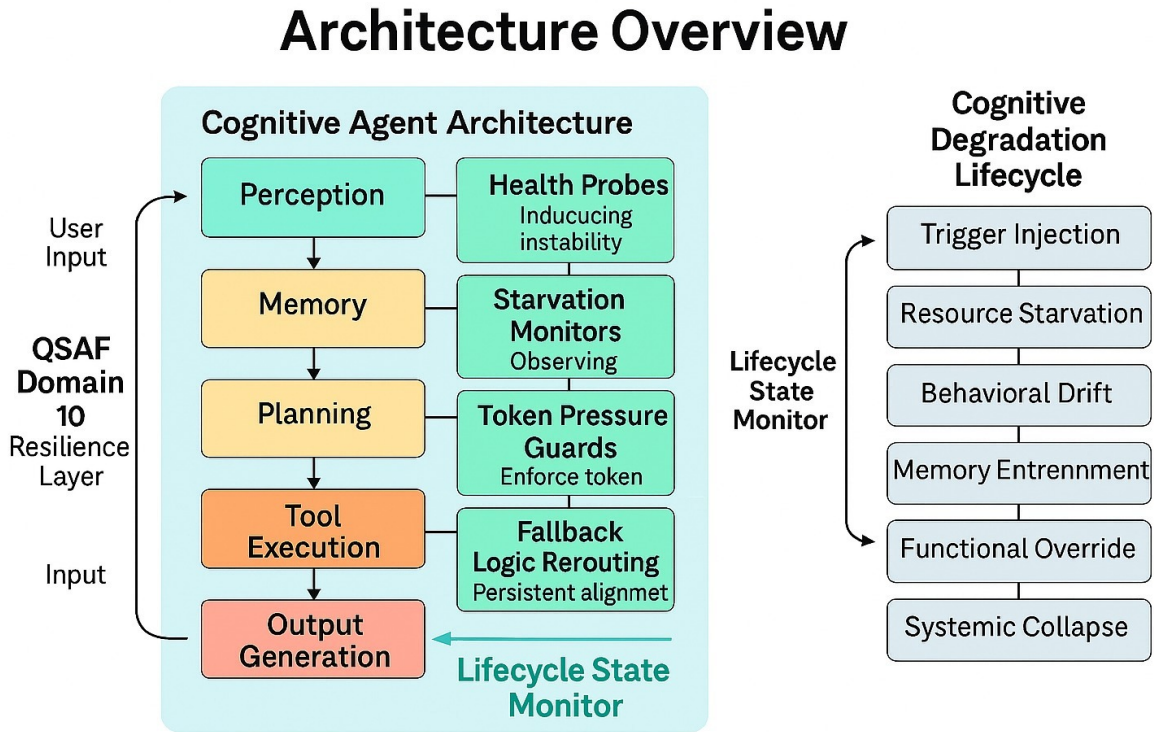 Architecture Overview
Cognitive Agent Architecture
User
Input
QSAF
Domain
10
Resilience
Layer
Input
Perception
Memory
Planning
Tool
Execution
Output
Generation
Health Probes
Inducucing
instability
Starvation
Monitors
Observing
Token Pressure
Guards
Enforce token
Fallback
Logic Rerouting
Persistent alignmet
Lifecycle State
Monitor
Cognitive
Degradation
Lifecycle
Lifecycle
State
Monitor
Trigger Injection
Resource Starvation
Behavioral Drift
Memory Entrennment
Functional Override
Systemic Collapse